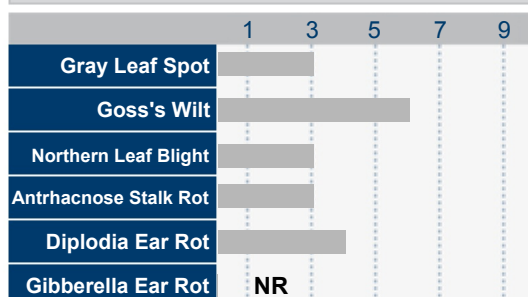 1 3 5 7 9
Gray Leaf Spot
Goss's Wilt
Northern Leaf Blight
Antrhacnose Stalk Rot
Diplodia Ear Rot
Gibberella Ear Rot NR